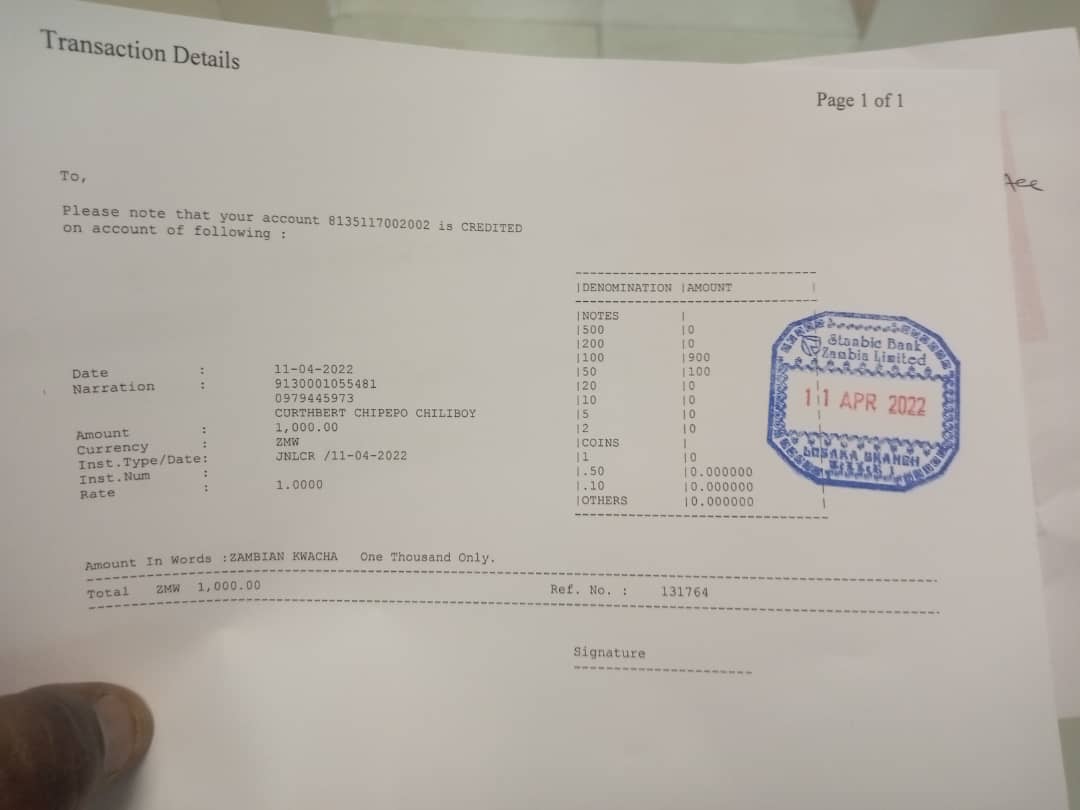 Transaction Details
Page 1 of 1
tee
To,
Please note that your account 8135117002002 is CREDITED
on account of following :
|DENOMINATION |AMOUNT |
|NOTES |
|500 |0
|200 |0
|100 |900
|50 |100
|20 |0
|10 |0
|5 |0
|2 |0
|COINS |
|1 |0
|.50 |0.000000
|.10 |0.000000
|OTHERS |0.000000 |
Date : 11-04-2022
Narration : 9130001055481
0979445973
CURTHBERT CHIPEPO CHILIBOY
Amount : 1,000.00
Currency : ZMW
Inst.Type/Date: JNLCR /11-04-2022
Inst.Num :
Rate : 1.0000
Stanbic Bank
Zambia Limited
11 APR 2022
LUSAKA BRANCH
Amount In Words :ZAMBIAN KWACHA One Thousand Only.
Total ZMW 1,000.00 Ref. No. : 131764
Signature